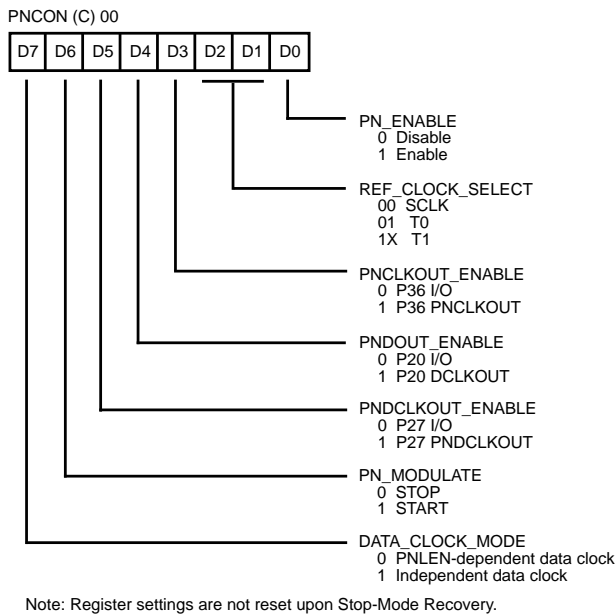 PNCON (C) 00
D7 D6 D5 D4 D3 D2 D1 D0
PN_ENABLE
0 Disable
1 Enable
REF_CLOCK_SELECT
00 SCLK
01 T0
1X T1
PNCLKOUT_ENABLE
0 P36 I/O
1 P36 PNCLKOUT
PNDOUT_ENABLE
0 P20 I/O
1 P20 DCLKOUT
PNDCLKOUT_ENABLE
0 P27 I/O
1 P27 PNDCLKOUT
PN_MODULATE
0 STOP
1 START
DATA_CLOCK_MODE
0 PNLEN-dependent data clock
1 Independent data clock
Note: Register settings are not reset upon Stop-Mode Recovery.